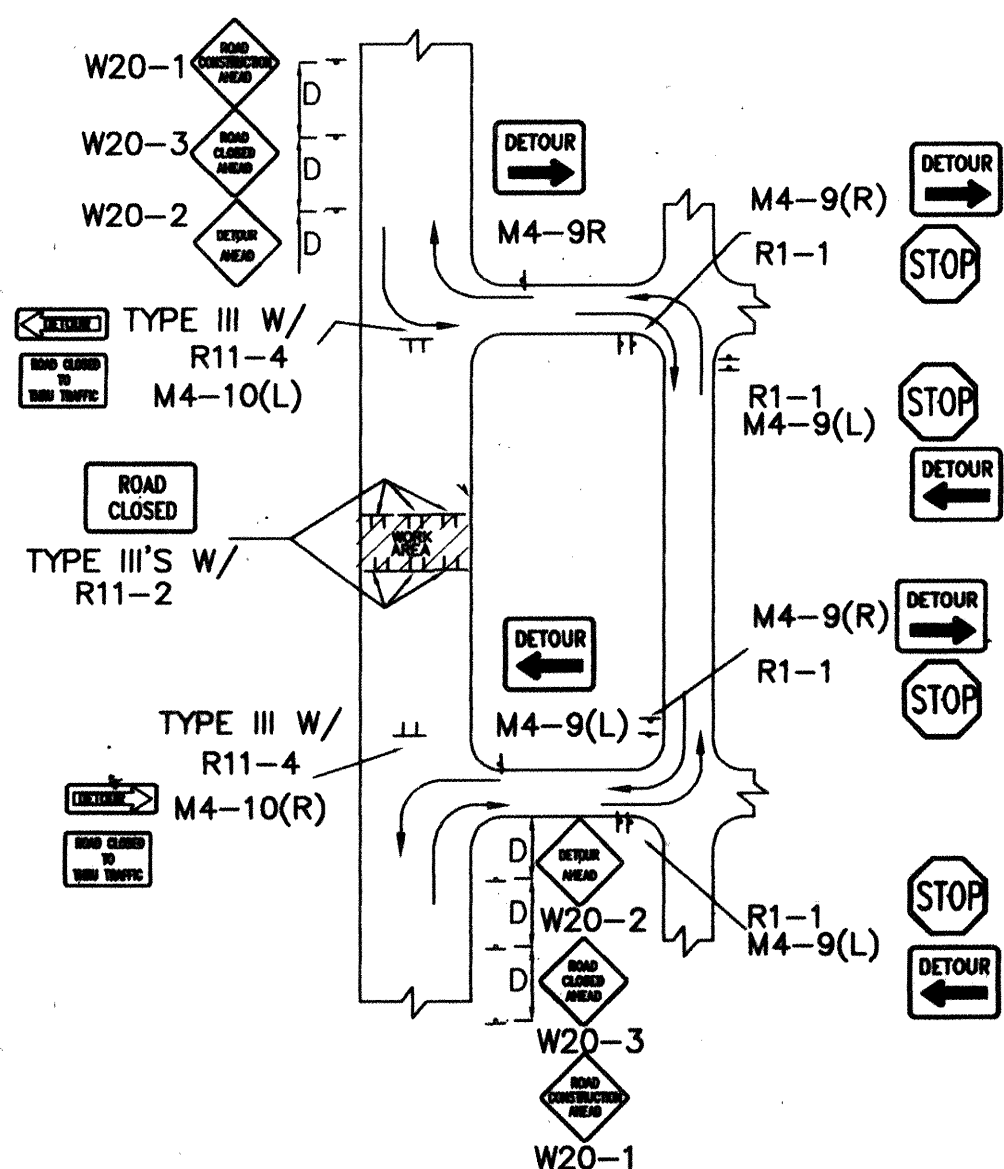 W20-1
ROAD
CONSTRUCTION
AHEAD
D
W20-3
ROAD
CLOSED
AHEAD
D
W20-2
DETOUR
AHEAD
D
DETOUR
M4-9R
M4-9(R)
DETOUR
R1-1
STOP
DETOUR
ROAD CLOSED
TO
THRU TRAFFIC
TYPE III W/
R11-4
M4-10(L)
R1-1
M4-9(L)
STOP
DETOUR
ROAD
CLOSED
TYPE III'S W/
R11-2
WORK
AREA
DETOUR
M4-9(L)
M4-9(R)
DETOUR
R1-1
STOP
TYPE III W/
R11-4
M4-10(R)
DETOUR
ROAD CLOSED
TO
THRU TRAFFIC
D
DETOUR
AHEAD
W20-2
D
ROAD
CLOSED
AHEAD
D
W20-3
ROAD
CONSTRUCTION
AHEAD
W20-1
R1-1
M4-9(L)
STOP
DETOUR